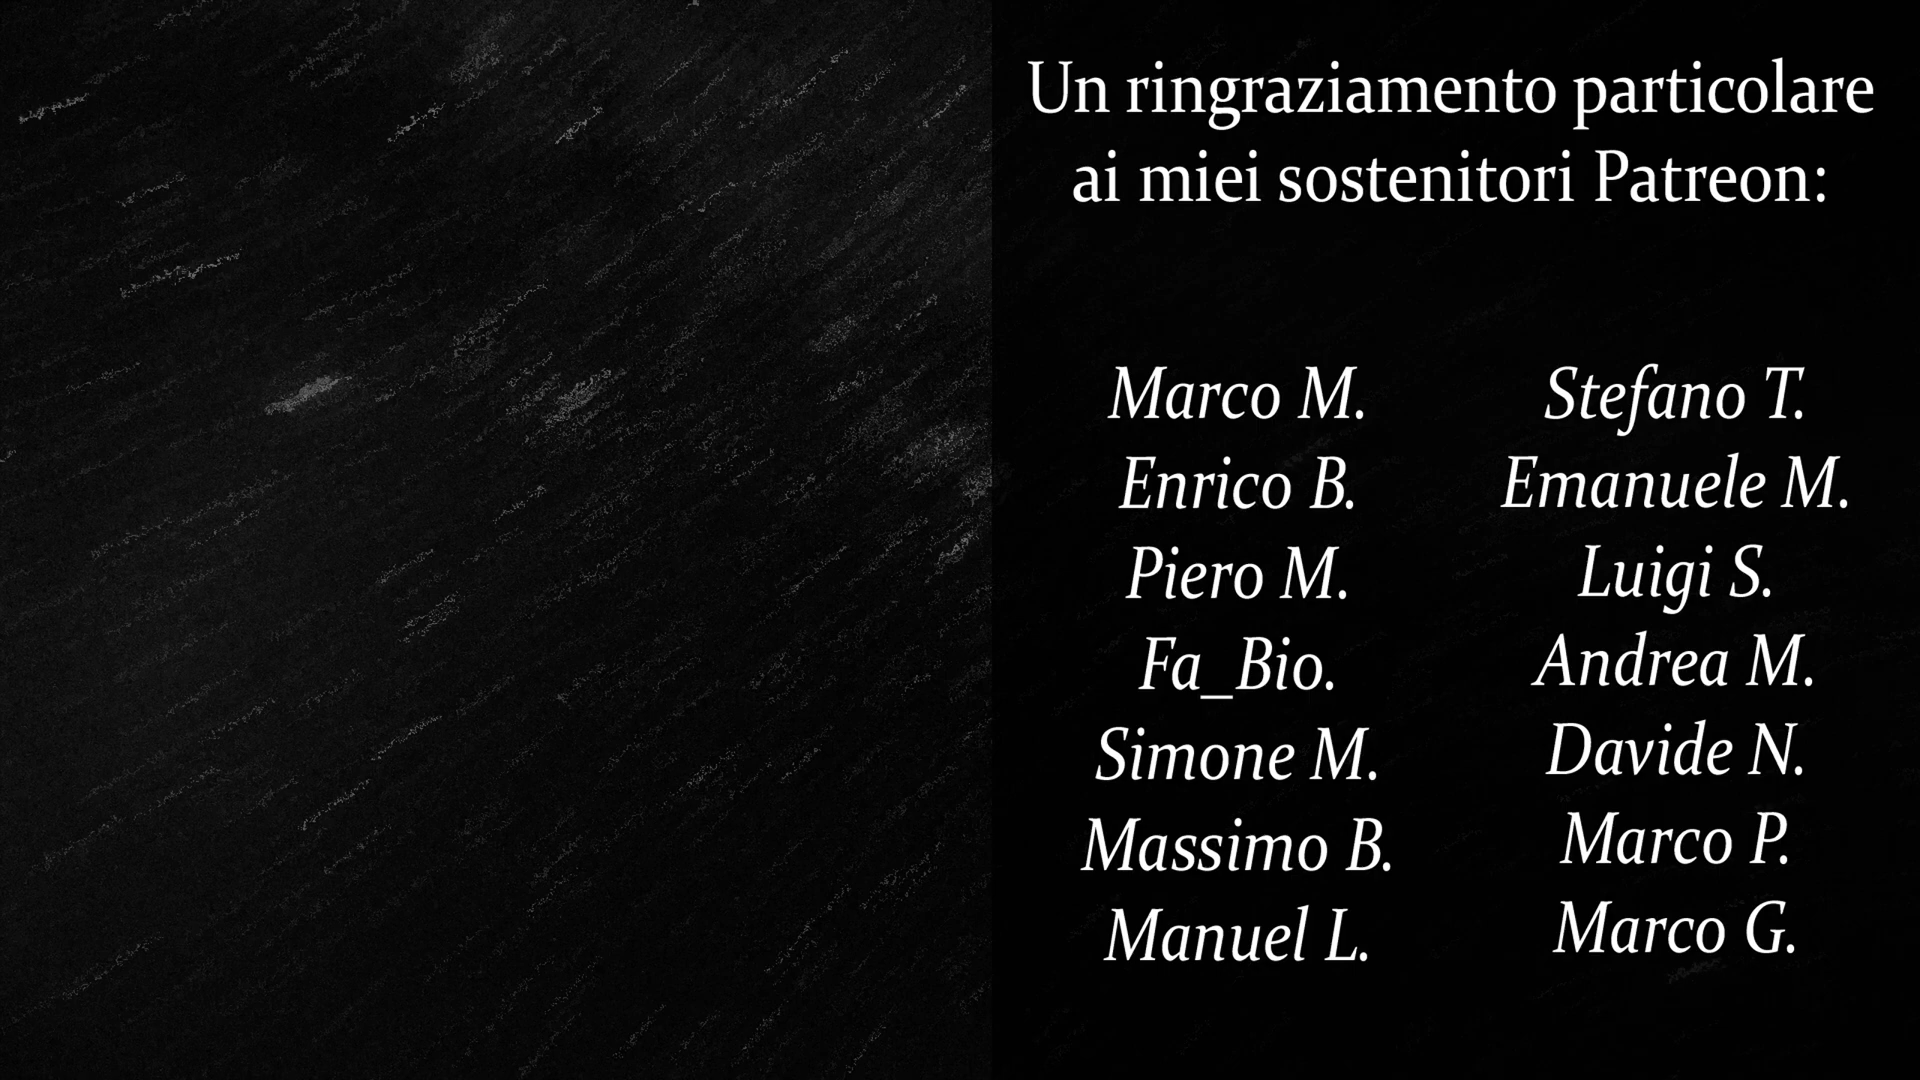 Un ringraziamento particolare
ai miei sostenitori Patreon:
Marco M.
Enrico B.
Piero M.
Fa_Bio.
Simone M.
Massimo B.
Manuel L.
Stefano T.
Emanuele M.
Luigi S.
Andrea M.
Davide N.
Marco P.
Marco G.